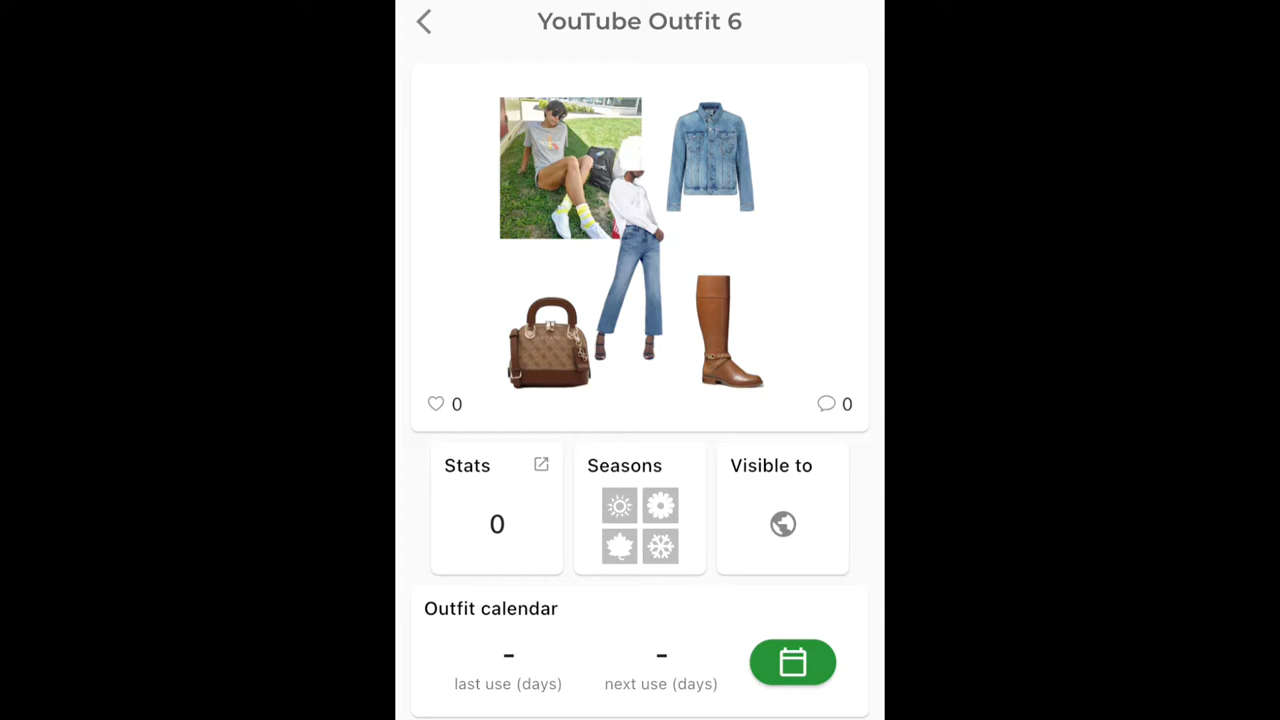 YouTube Outfit 6
0
0
Stats
Seasons
Visible to
0
Outfit calendar
-
-
last use (days)
next use (days)